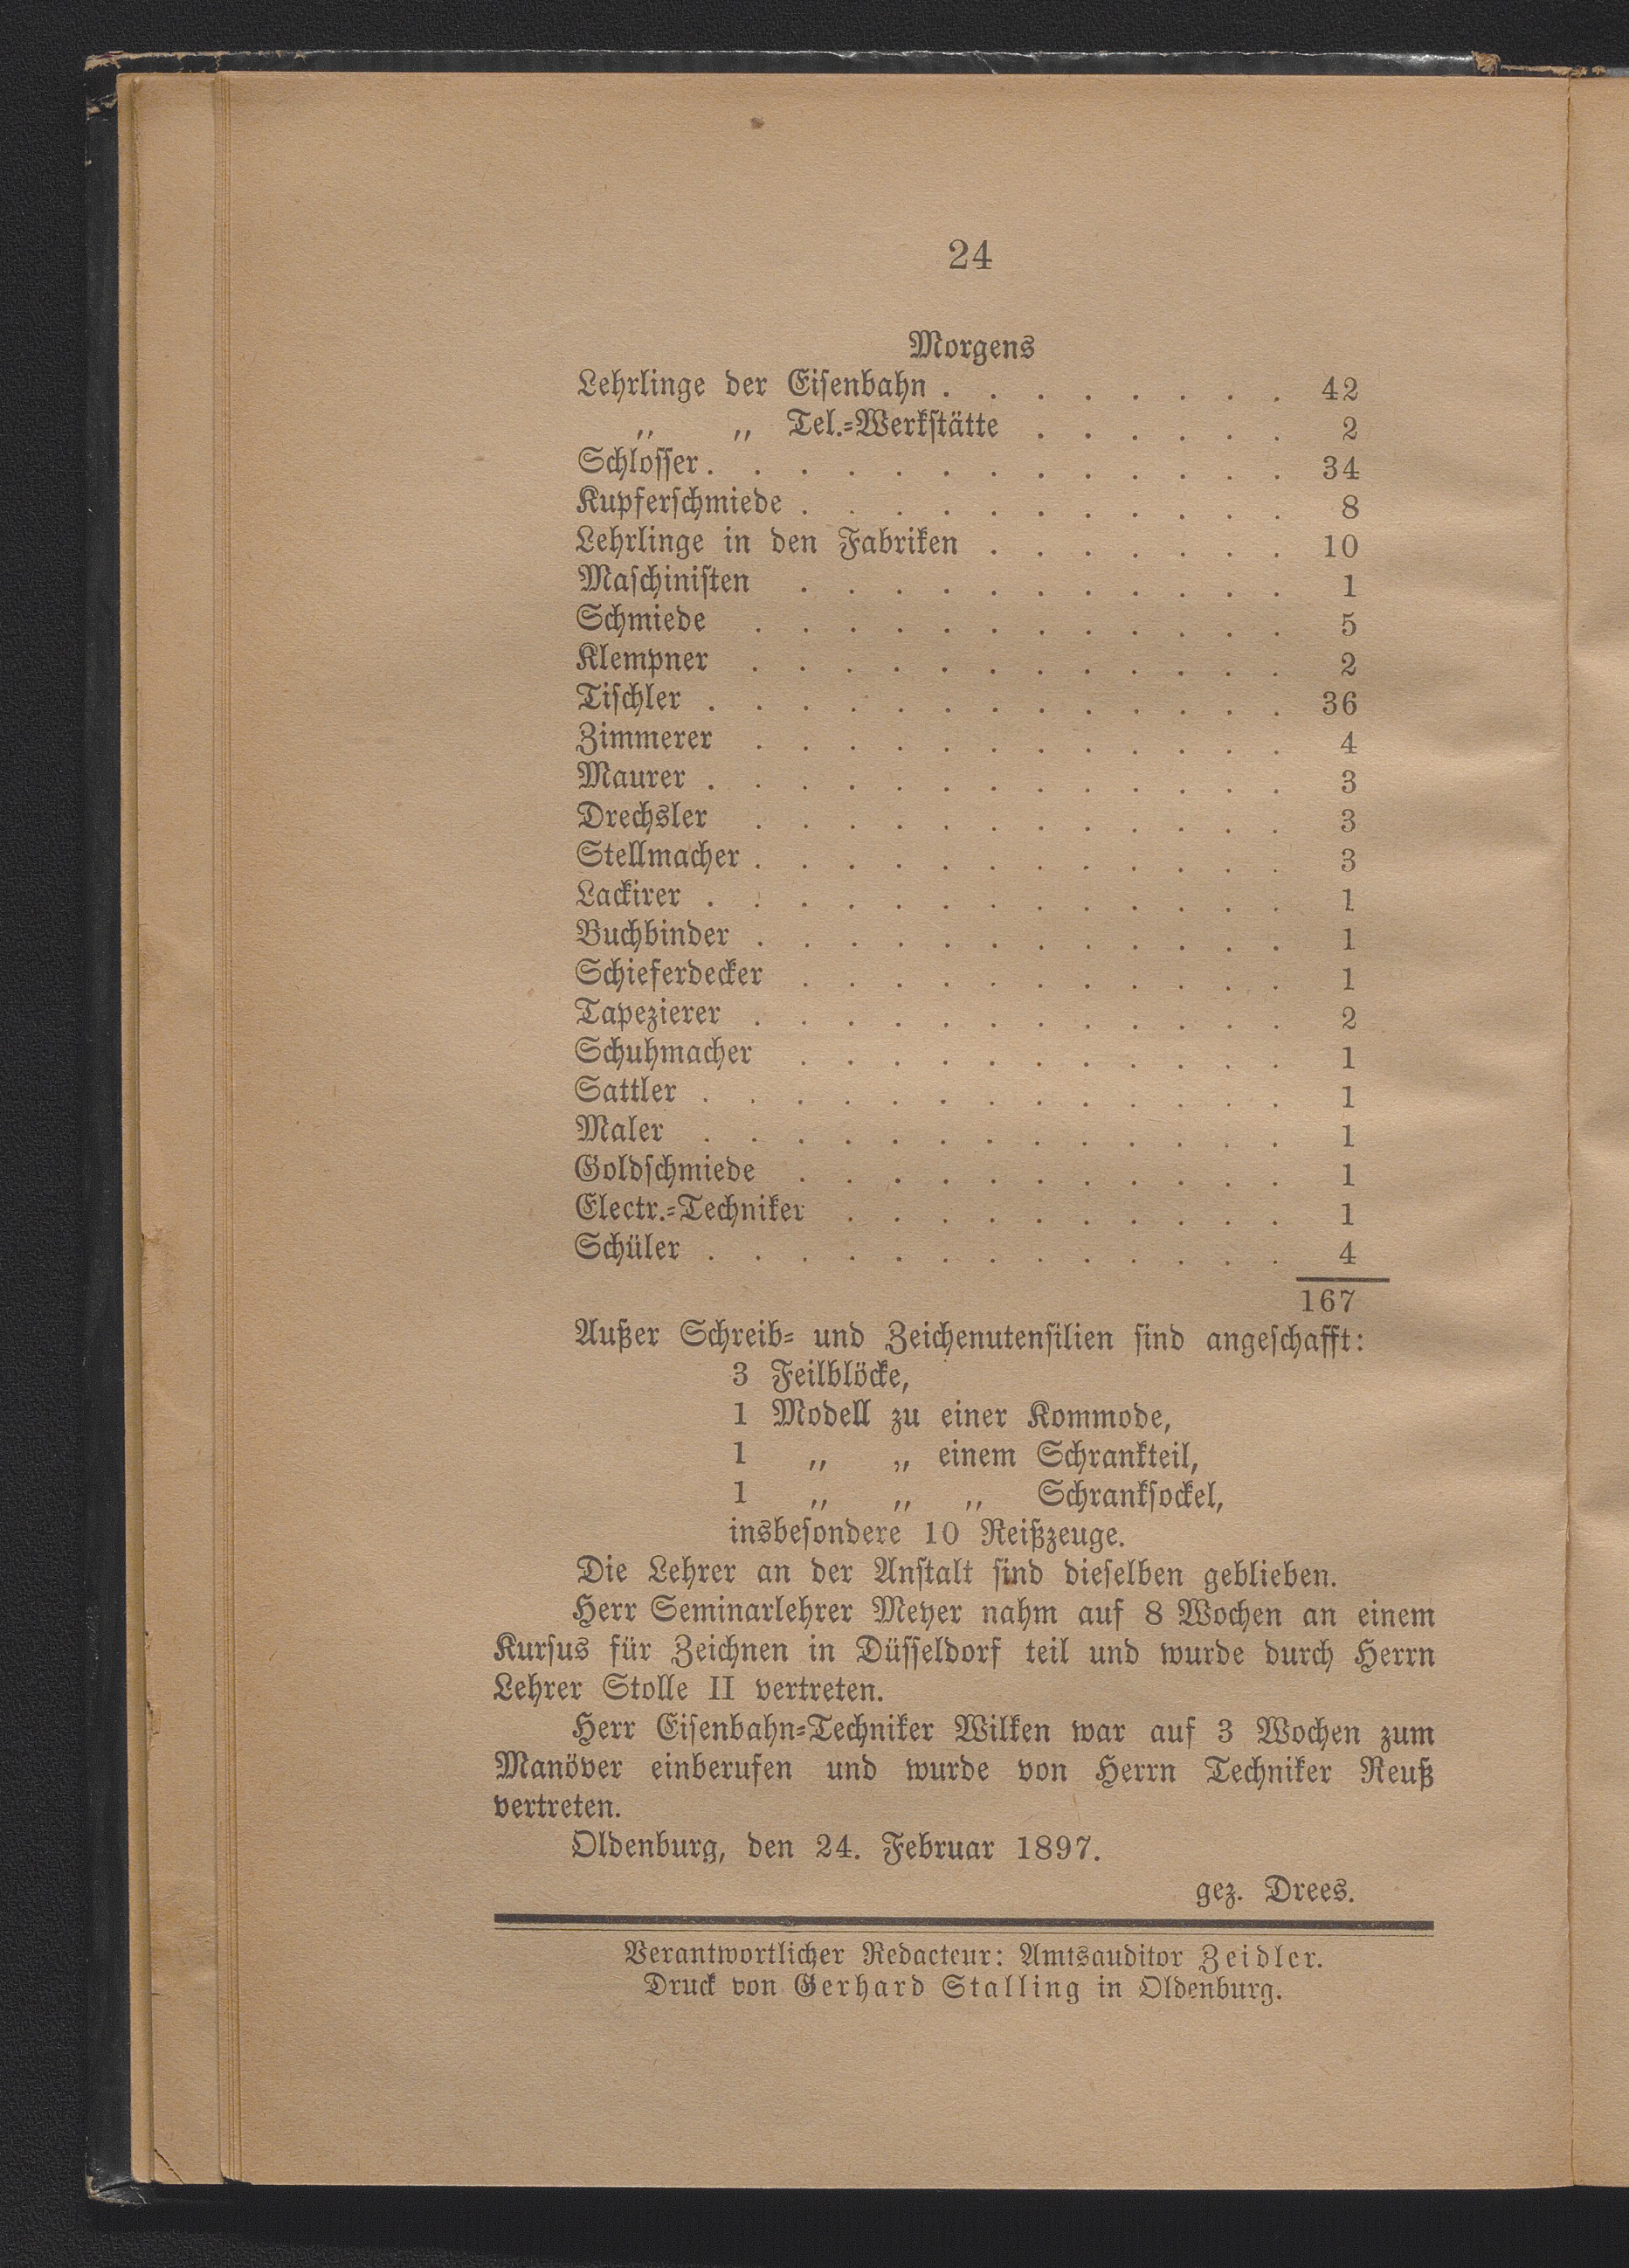 24
Morgens
Lehrlinge der Eiſenbahn . . . . . . . . 42
„ „ Tel.-Werkſtätte . . . . . . 2
Schloſſer . . . . . . . . . . . . . 34
Kupferſchmiede . . . . . . . . . . . 8
Lehrlinge in den Fabriken . . . . . . . 10
Maſchiniſten . . . . . . . . . . . 1
Schmiede . . . . . . . . . . . . 5
Klempner . . . . . . . . . . . . 2
Tiſchler . . . . . . . . . . . . . 36
Zimmerer . . . . . . . . . . . . 4
Maurer . . . . . . . . . . . . . 3
Drechsler . . . . . . . . . . . . 3
Stellmacher . . . . . . . . . . . . 3
Lackirer . . . . . . . . . . . . . 1
Buchbinder . . . . . . . . . . . . 1
Schieferdecker . . . . . . . . . . . 1
Tapezierer . . . . . . . . . . . . 2
Schuhmacher . . . . . . . . . . . 1
Sattler . . . . . . . . . . . . . 1
Maler . . . . . . . . . . . . . 1
Goldſchmiede . . . . . . . . . . . 1
Electr.-Techniker . . . . . . . . . . 1
Schüler . . . . . . . . . . . . . 4
167
Außer Schreib- und Zeichenutenſilien ſind angeſchafft:
3 Feilblöcke,
1 Modell zu einer Kommode,
1 „ „ einem Schrankteil,
1 „ „ „ Schrankſockel,
insbeſondere 10 Reißzeuge.
Die Lehrer an der Anſtalt ſind dieſelben geblieben.
Herr Seminarlehrer Meyer nahm auf 8 Wochen an einem
Kurſus für Zeichnen in Düſſeldorf teil und wurde durch Herrn
Lehrer Stolle II vertreten.
Herr Eiſenbahn-Techniker Wilken war auf 3 Wochen zum
Manöver einberufen und wurde von Herrn Techniker Reuß
vertreten.
Oldenburg, den 24. Februar 1897.
gez. Drees.
Verantwortlicher Redacteur: Amtsauditor Zeidler.
Druck von Gerhard Stalling in Oldenburg.